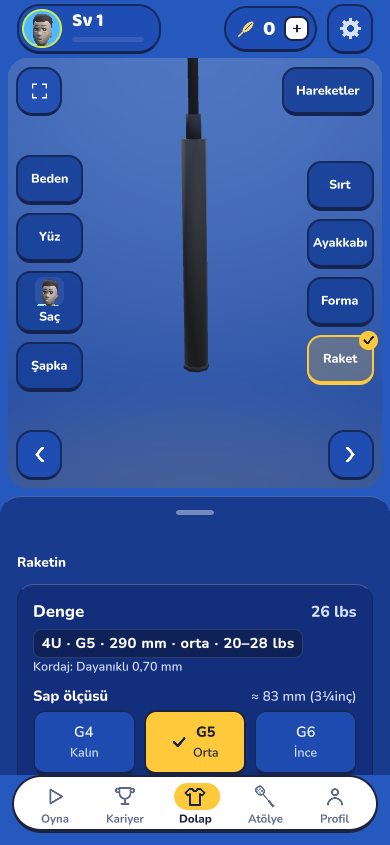 Sv 1
0
+
Hareketler
Beden
Sırt
Yüz
Ayakkabı
Saç
Forma
Şapka
Raket
Raketin
Denge
26 lbs
4U · G5 · 290 mm · orta · 20–28 lbs
Kordaj: Dayanıklı 0,70 mm
Sap ölçüsü
≈ 83 mm (3¼inç)
G4
Kalın
G5
Orta
G6
İnce
Oyna
Kariyer
Dolap
Atölye
Profil